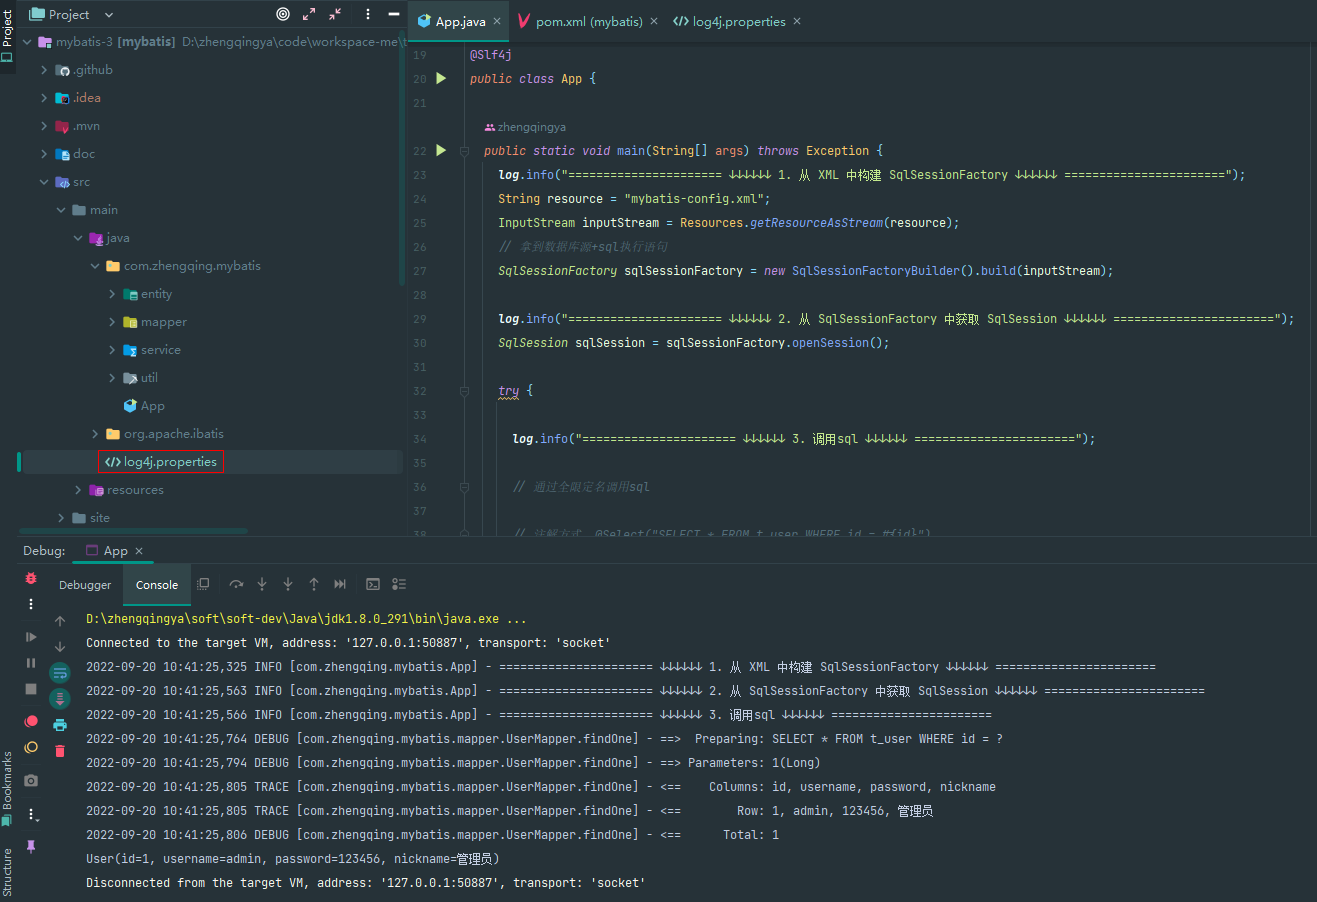 Project
Project
mybatis-3 [mybatis] D:\zhengqingya\code\workspace-me\t
.github
.idea
.mvn
doc
src
main
java
com.zhengqing.mybatis
entity
mapper
service
util
App
org.apache.ibatis
log4j.properties
resources
site
App.java
pom.xml (mybatis)
log4j.properties
19 @Slf4j
20 public class App {
21
zhengqingya
22 public static void main(String[] args) throws Exception {
23 log.info("====================== ↓↓↓↓↓↓ 1. 从 XML 中构建 SqlSessionFactory ↓↓↓↓↓↓ =======================");
24 String resource = "mybatis-config.xml";
25 InputStream inputStream = Resources.getResourceAsStream(resource);
26 // 拿到数据库源+sql执行语句
27 SqlSessionFactory sqlSessionFactory = new SqlSessionFactoryBuilder().build(inputStream);
28
29 log.info("====================== ↓↓↓↓↓↓ 2. 从 SqlSessionFactory 中获取 SqlSession ↓↓↓↓↓↓ =======================");
30 SqlSession sqlSession = sqlSessionFactory.openSession();
31
32 try {
33
34 log.info("====================== ↓↓↓↓↓↓ 3. 调用sql ↓↓↓↓↓↓ =======================");
35
36 // 通过全限定名调用sql
37
38 // 注解方式 @Select("SELECT * FROM t_user WHERE id = #{id}")
Debug: App
Debugger Console
D:\zhengqingya\soft\soft-dev\Java\jdk1.8.0_291\bin\java.exe ...
Connected to the target VM, address: '127.0.0.1:50887', transport: 'socket'
2022-09-20 10:41:25,325 INFO [com.zhengqing.mybatis.App] - ====================== ↓↓↓↓↓↓ 1. 从 XML 中构建 SqlSessionFactory ↓↓↓↓↓↓ =======================
2022-09-20 10:41:25,563 INFO [com.zhengqing.mybatis.App] - ====================== ↓↓↓↓↓↓ 2. 从 SqlSessionFactory 中获取 SqlSession ↓↓↓↓↓↓ =======================
2022-09-20 10:41:25,566 INFO [com.zhengqing.mybatis.App] - ====================== ↓↓↓↓↓↓ 3. 调用sql ↓↓↓↓↓↓ =======================
2022-09-20 10:41:25,764 DEBUG [com.zhengqing.mybatis.mapper.UserMapper.findOne] - ==>  Preparing: SELECT * FROM t_user WHERE id = ?
2022-09-20 10:41:25,794 DEBUG [com.zhengqing.mybatis.mapper.UserMapper.findOne] - ==> Parameters: 1(Long)
2022-09-20 10:41:25,805 TRACE [com.zhengqing.mybatis.mapper.UserMapper.findOne] - <==    Columns: id, username, password, nickname
2022-09-20 10:41:25,805 TRACE [com.zhengqing.mybatis.mapper.UserMapper.findOne] - <==        Row: 1, admin, 123456, 管理员
2022-09-20 10:41:25,806 DEBUG [com.zhengqing.mybatis.mapper.UserMapper.findOne] - <==      Total: 1
User(id=1, username=admin, password=123456, nickname=管理员)
Disconnected from the target VM, address: '127.0.0.1:50887', transport: 'socket'
Bookmarks
Structure